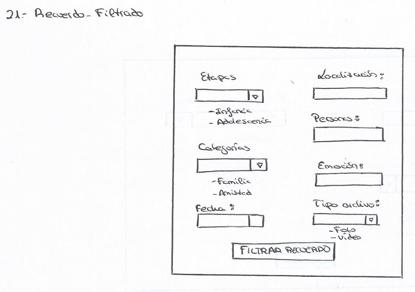 21.- Recuerdo - Filtrado
Etapas
- Infancia
- Adolescencia
Categorías
- Familia
- Amistad
Fecha:
Localización:
Personas:
Emoción:
Tipo archivo:
- Foto
- Video
FILTRAR RECUERDO